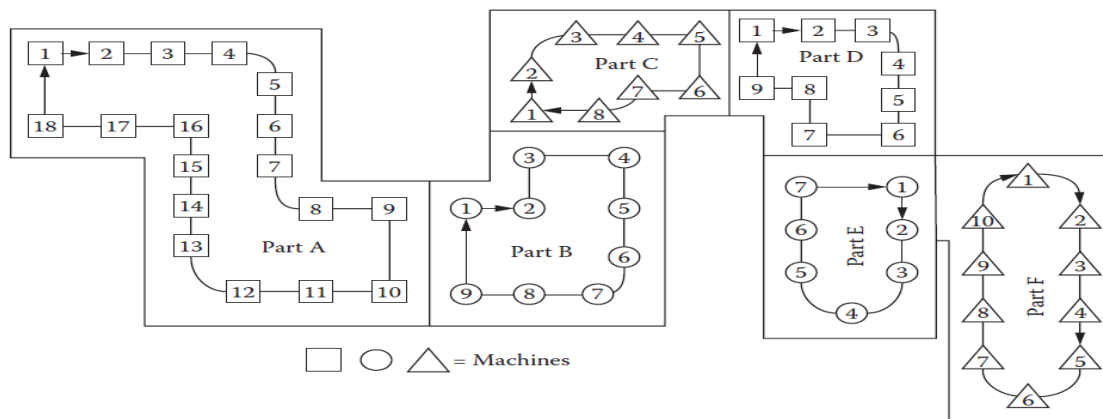 1 2 3 4
5
18 17 16 6
15 7
14 8 9
13
Part A
12 11 10
3 4 5
2 Part C
7 6
1 8
3 4
1 2 5
Part B 6
9 8 7
1 2 3
Part D 4
9 8
5
7 6
7 1
6 2
Part E
5 3
4
1
10 2
9 3
Part F
8 4
7 5
6
= Machines